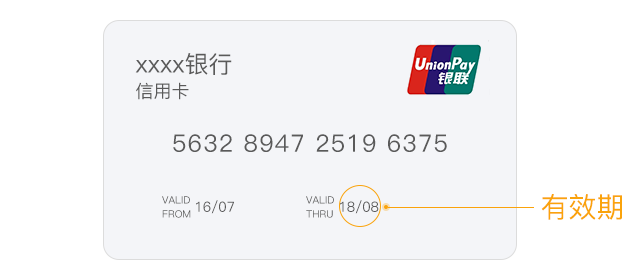 xxxx银行
信用卡
UnionPay
银联
5632 8947 2519 6375
VALID
FROM 16/07
VALID
THRU 18/08
有效期